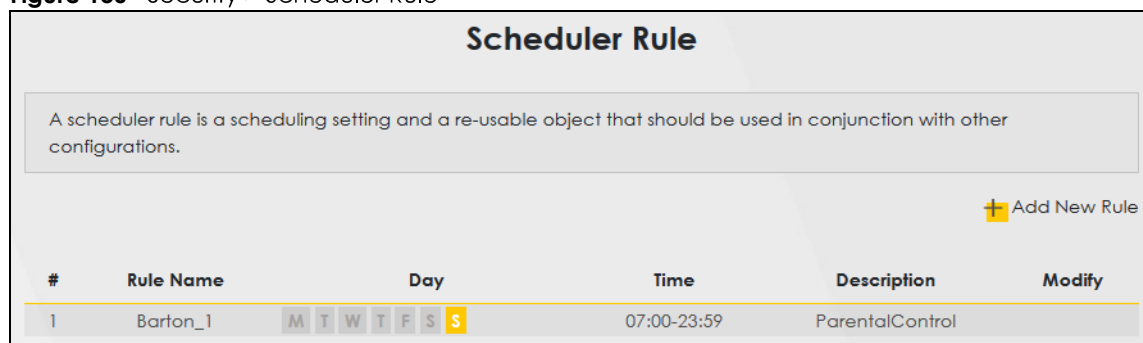 Scheduler Rule
A scheduler rule is a scheduling setting and a re-usable object that should be used in conjunction with other
configurations.
+ Add New Rule
# Rule Name Day Time Description Modify
1 Barton_1 M T W T F S S 07:00-23:59 ParentalControl